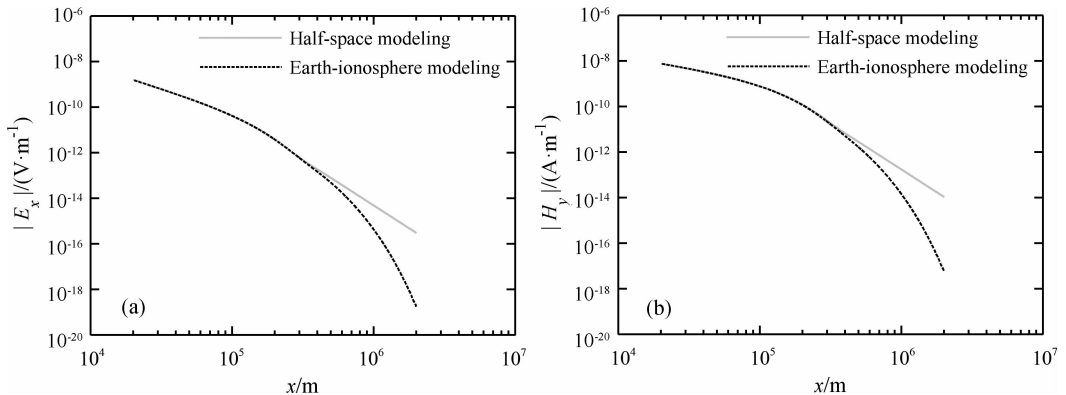 10^-6
10^-8
10^-10
10^-12
10^-14
10^-16
10^-18
10^-20
|E_x|/(V·m^-1)
Half-space modeling
Earth-ionosphere modeling
(a)
10^4
10^5
10^6
10^7
x/m
10^-6
10^-8
10^-10
10^-12
10^-14
10^-16
10^-18
10^-20
|H_y|/(A·m^-1)
Half-space modeling
Earth-ionosphere modeling
(b)
10^4
10^5
10^6
10^7
x/m